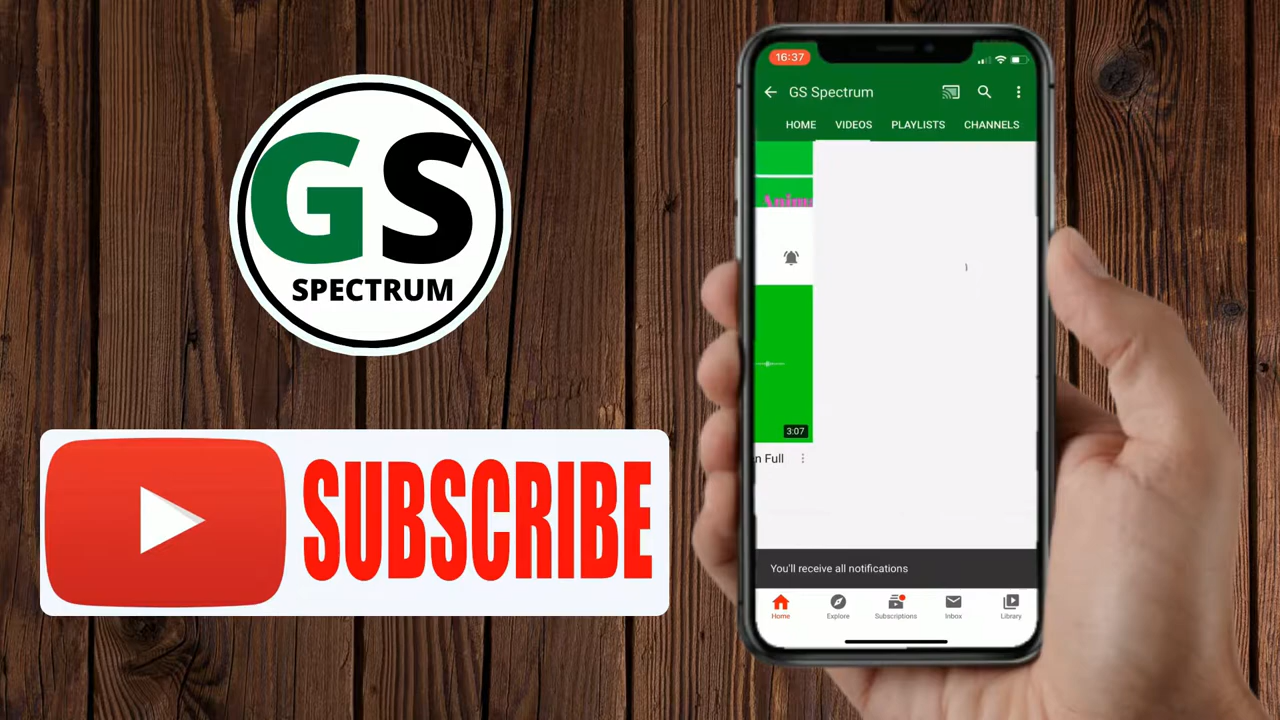 GS
SPECTRUM
SUBSCRIBE
16:37
GS Spectrum
HOME VIDEOS PLAYLISTS CHANNELS
3:07
n Full
You'll receive all notifications
Home Explore Subscriptions Inbox Library